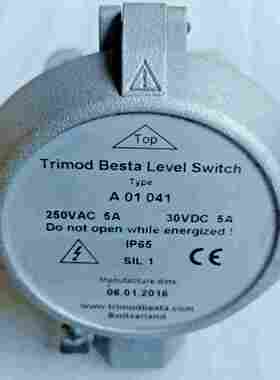 Top
Trimod Besta Level Switch
Type
A 01 041
250VAC 5A 30VDC 5A
Do not open while energized !
IP65
SIL 1 CE
Manufacture date
06.01.2016
www.trimodbesta.com
Switzerland